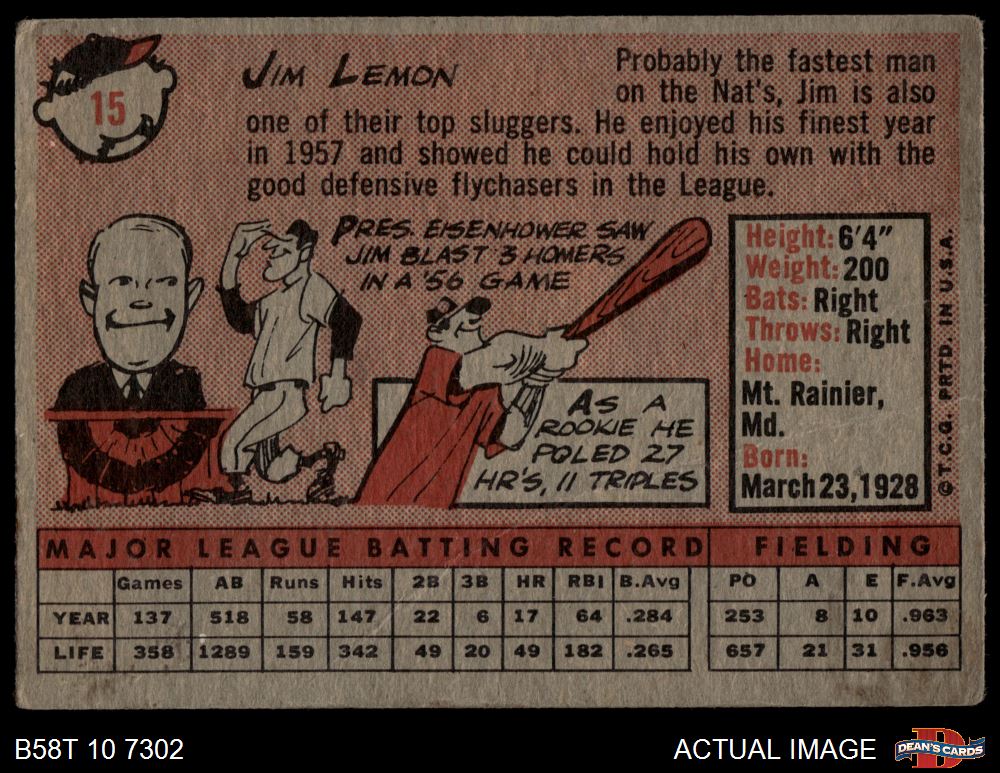 15
JIM LEMON
Probably the fastest man
on the Nat's, Jim is also
one of their top sluggers. He enjoyed his finest year
in 1957 and showed he could hold his own with the
good defensive flychasers in the League.
PRES. EISENHOWER SAW
JIM BLAST 3 HOMERS
IN A '56 GAME
AS A
ROOKIE HE
POLED 27
HR'S, 11 TRIPLES
Height: 6'4"
Weight: 200
Bats: Right
Throws: Right
Home:
Mt. Rainier,
Md.
Born:
March 23, 1928
© T.C.G. PRTD. IN U.S.A.
MAJOR LEAGUE BATTING RECORD FIELDING
Games AB Runs Hits 2B 3B HR RBI B.Avg PO A E F.Avg
YEAR 137 518 58 147 22 6 17 64 .284 253 8 10 .963
LIFE 358 1289 159 342 49 20 49 182 .265 657 21 31 .956
B58T 10 7302
ACTUAL IMAGE
D
DEAN'S CARDS